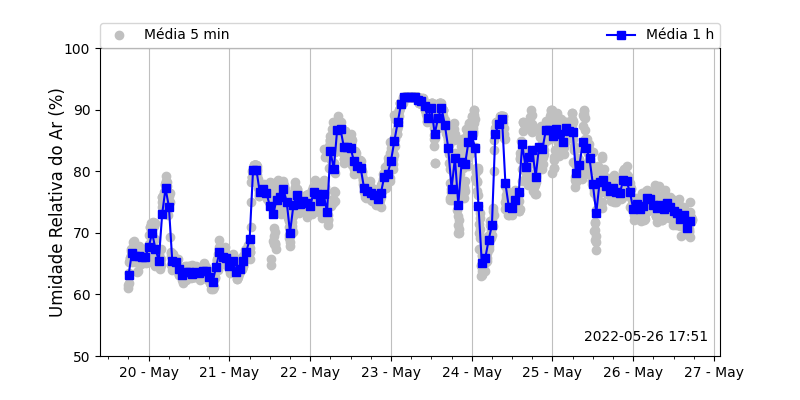 Média 5 min
Média 1 h
Umidade Relativa do Ar (%)
100
90
80
70
60
50
2022-05-26 17:51
20 - May
21 - May
22 - May
23 - May
24 - May
25 - May
26 - May
27 - May